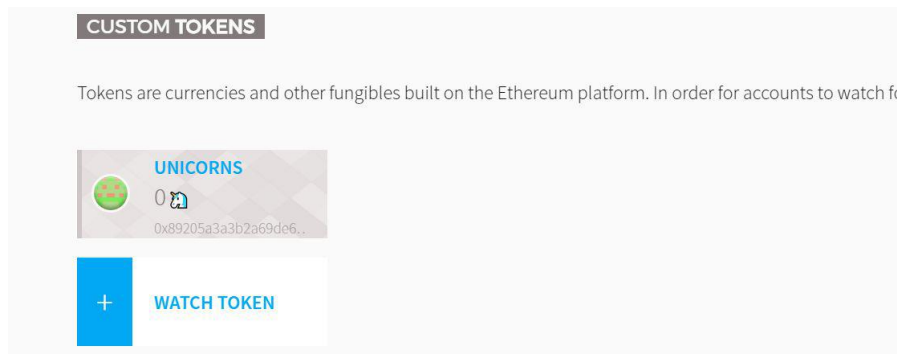 CUSTOM TOKENS
Tokens are currencies and other fungibles built on the Ethereum platform. In order for accounts to watch
UNICORNS
0 🦄
0x89205a3a3b2a69de6..
+ WATCH TOKEN